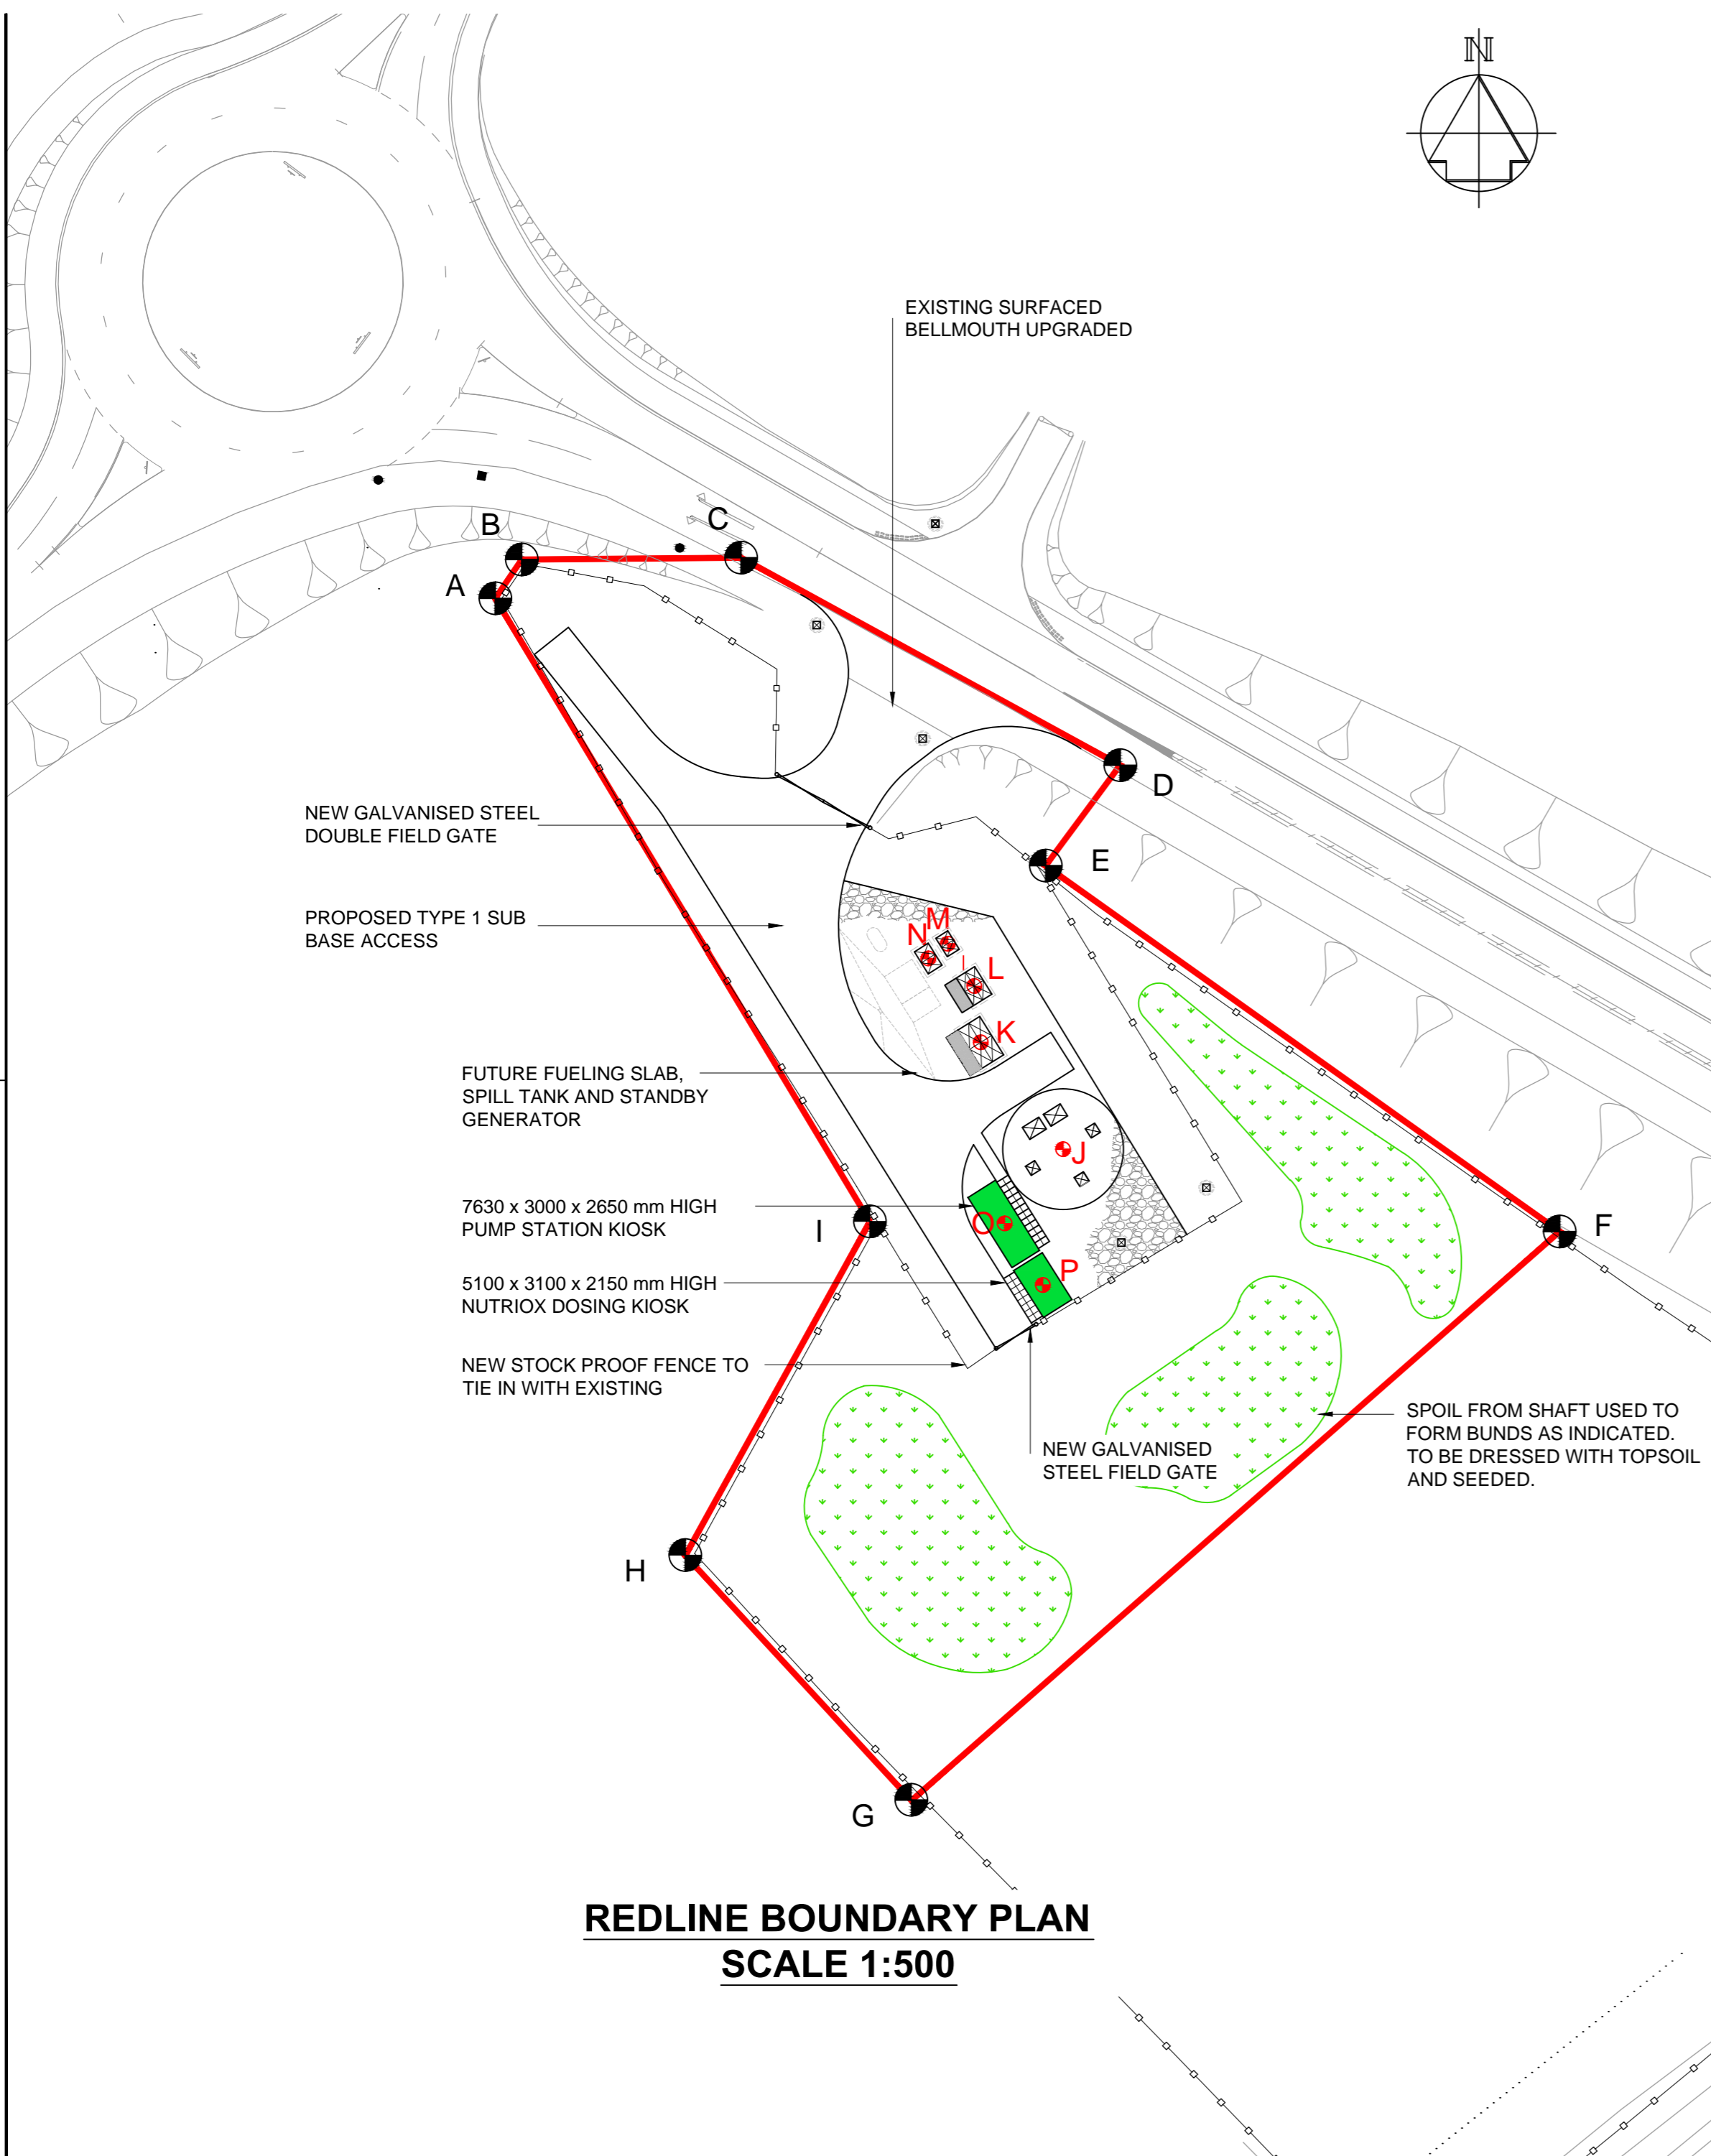 N
EXISTING SURFACED
BELLMOUTH UPGRADED
B
C
A
D
NEW GALVANISED STEEL
DOUBLE FIELD GATE
E
PROPOSED TYPE 1 SUB
BASE ACCESS
M
N
L
K
FUTURE FUELING SLAB,
SPILL TANK AND STANDBY
GENERATOR
J
7630 x 3000 x 2650 mm HIGH
PUMP STATION KIOSK
O
I
F
P
5100 x 3100 x 2150 mm HIGH
NUTRIOX DOSING KIOSK
NEW STOCK PROOF FENCE TO
TIE IN WITH EXISTING
SPOIL FROM SHAFT USED TO
FORM BUNDS AS INDICATED.
TO BE DRESSED WITH TOPSOIL
AND SEEDED.
NEW GALVANISED
STEEL FIELD GATE
H
G
REDLINE BOUNDARY PLAN
SCALE 1:500